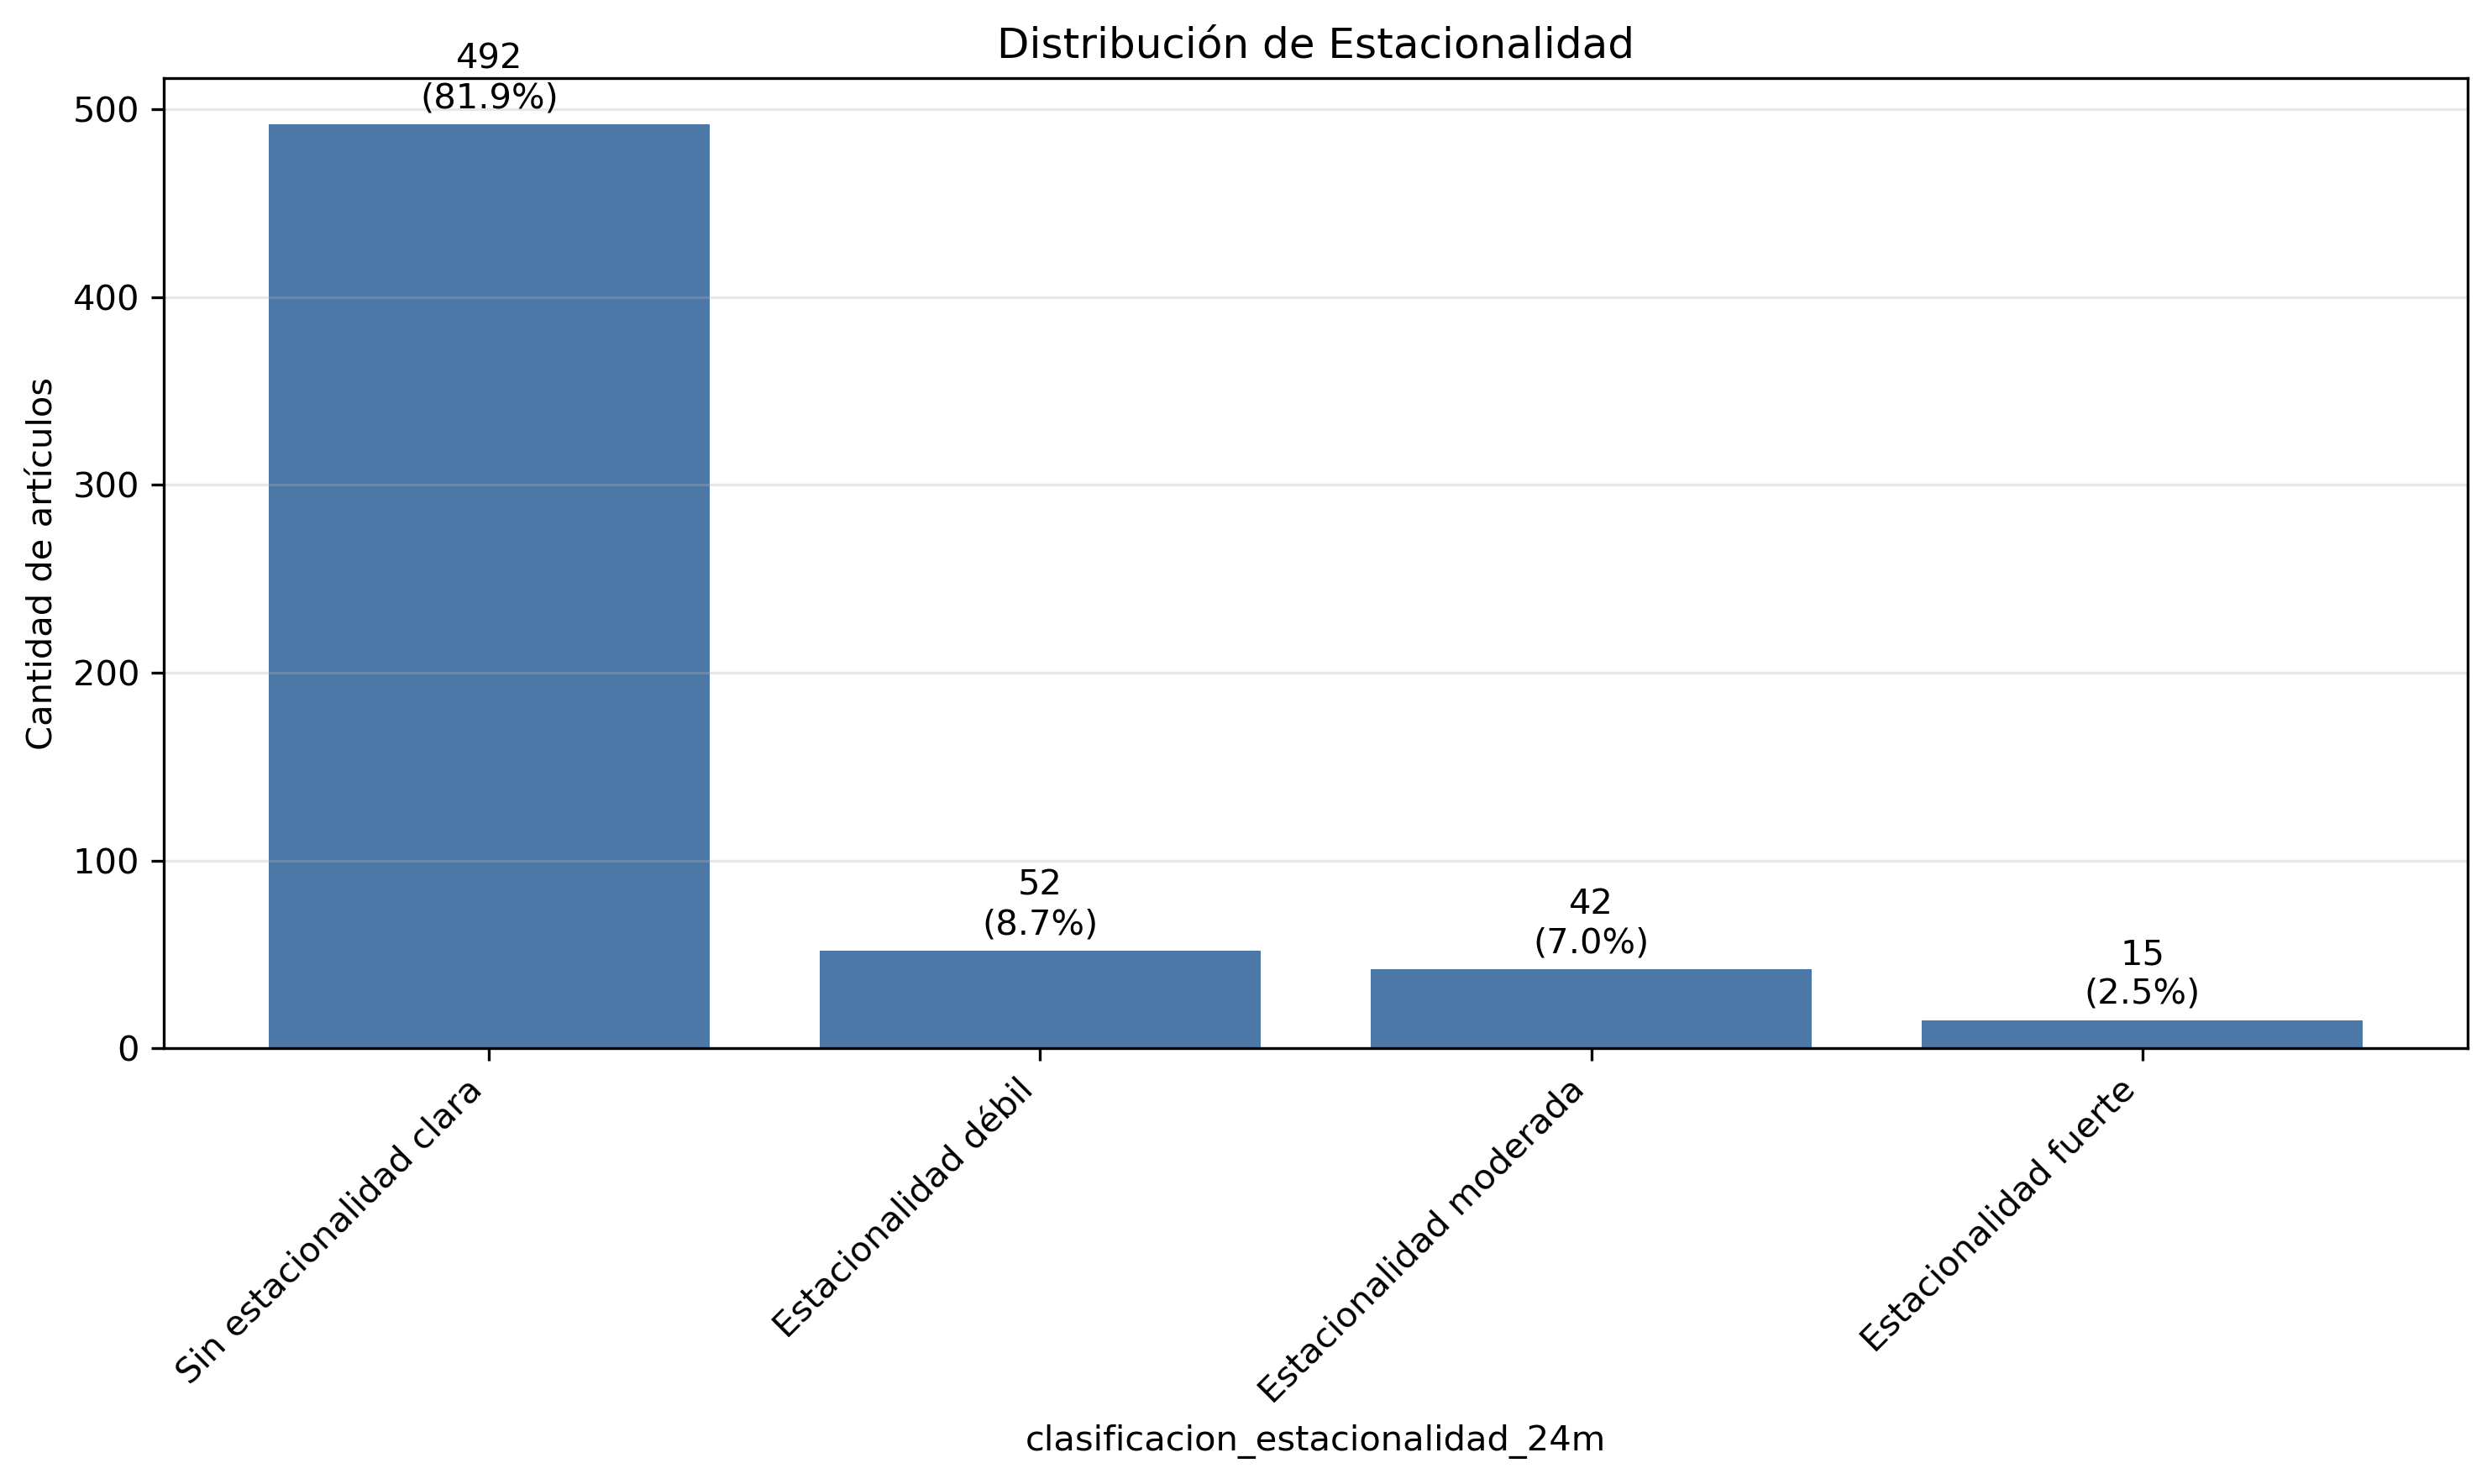 Distribución de Estacionalidad
492
(81.9%)
500
400
300
200
100
0
Cantidad de artículos
52
(8.7%)
42
(7.0%)
15
(2.5%)
Sin estacionalidad clara
Estacionalidad débil
Estacionalidad moderada
Estacionalidad fuerte
clasificacion_estacionalidad_24m